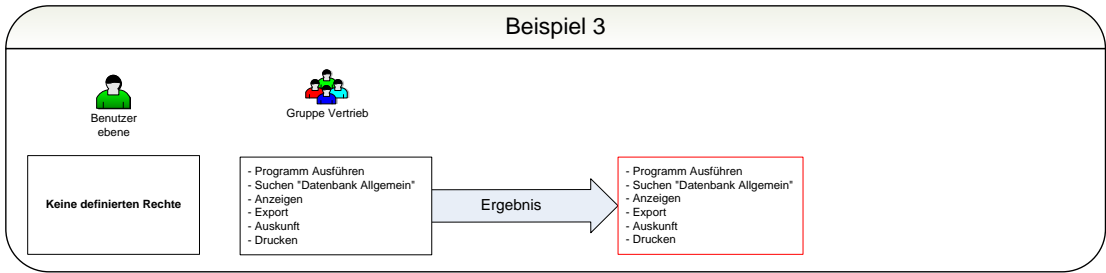 Beispiel 3
Benutzer
ebene
Gruppe Vertrieb
Keine definierten Rechte
- Programm Ausführen
- Suchen "Datenbank Allgemein"
- Anzeigen
- Export
- Auskunft
- Drucken
Ergebnis
- Programm Ausführen
- Suchen "Datenbank Allgemein"
- Anzeigen
- Export
- Auskunft
- Drucken